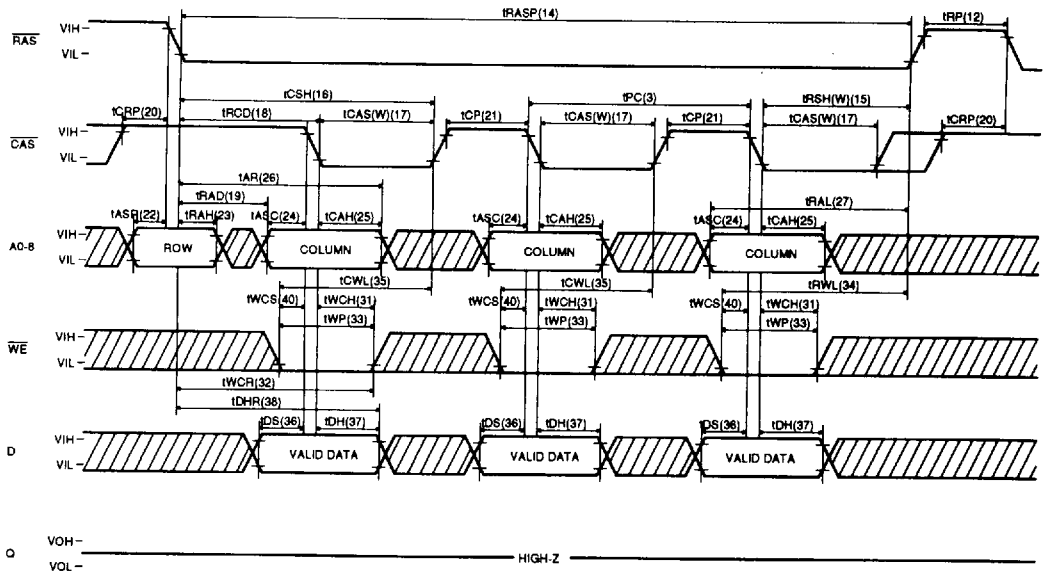 tRASP(14)
tRP(12)
RAS
VIH
VIL
tCSH(16)
tPC(3)
tRSH(W)(15)
tCRP(20)
tRCD(18)
tCAS(W)(17)
tCP(21)
tCAS(W)(17)
tCP(21)
tCAS(W)(17)
tCRP(20)
CAS
VIH
VIL
tAR(26)
tRAD(19)
tRAL(27)
tASR(22)
tRAH(23)
tASC(24)
tCAH(25)
tASC(24)
tCAH(25)
tASC(24)
tCAH(25)
A0-8
VIH
VIL
ROW
COLUMN
COLUMN
COLUMN
tCWL(35)
tCWL(35)
tRWL(34)
tWCS(40)
tWCH(31)
tWCS(40)
tWCH(31)
tWCS(40)
tWCH(31)
tWP(33)
tWP(33)
tWP(33)
WE
VIH
VIL
tWCR(32)
tDHR(38)
tDS(36)
tDH(37)
tDS(36)
tDH(37)
tDS(36)
tDH(37)
D
VIH
VIL
VALID DATA
VALID DATA
VALID DATA
Q
VOH
VOL
HIGH-Z